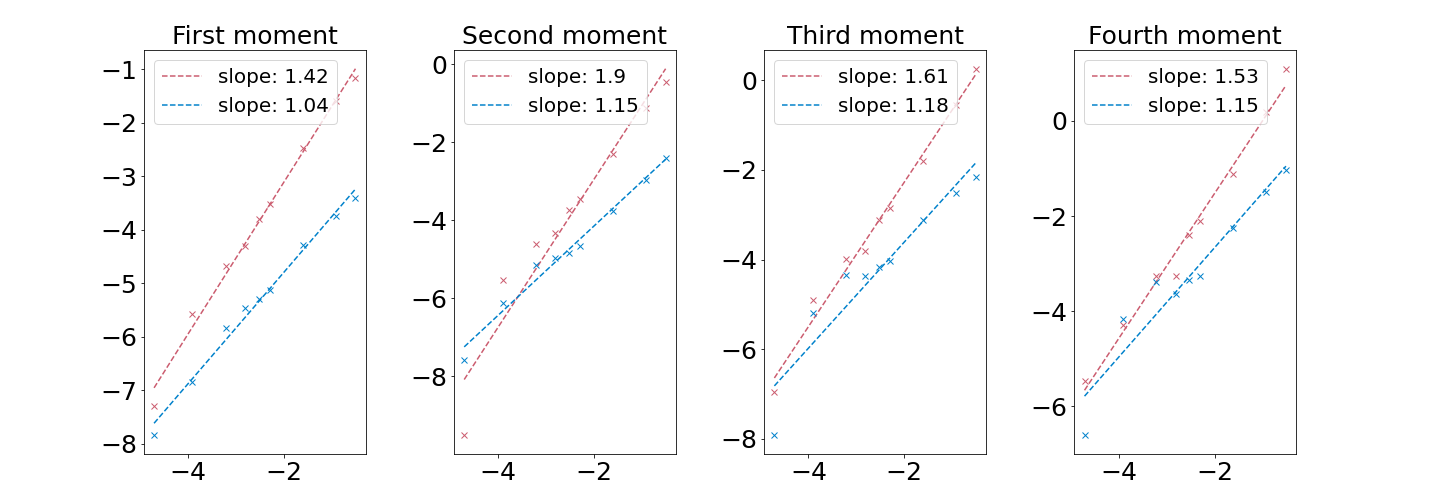 First moment
slope: 1.42
slope: 1.04
−1
−2
−3
−4
−5
−6
−7
−8
−4 −2
Second moment
slope: 1.9
slope: 1.15
0
−2
−4
−6
−8
−4 −2
Third moment
slope: 1.61
slope: 1.18
0
−2
−4
−6
−8
−4 −2
Fourth moment
slope: 1.53
slope: 1.15
0
−2
−4
−6
−4 −2